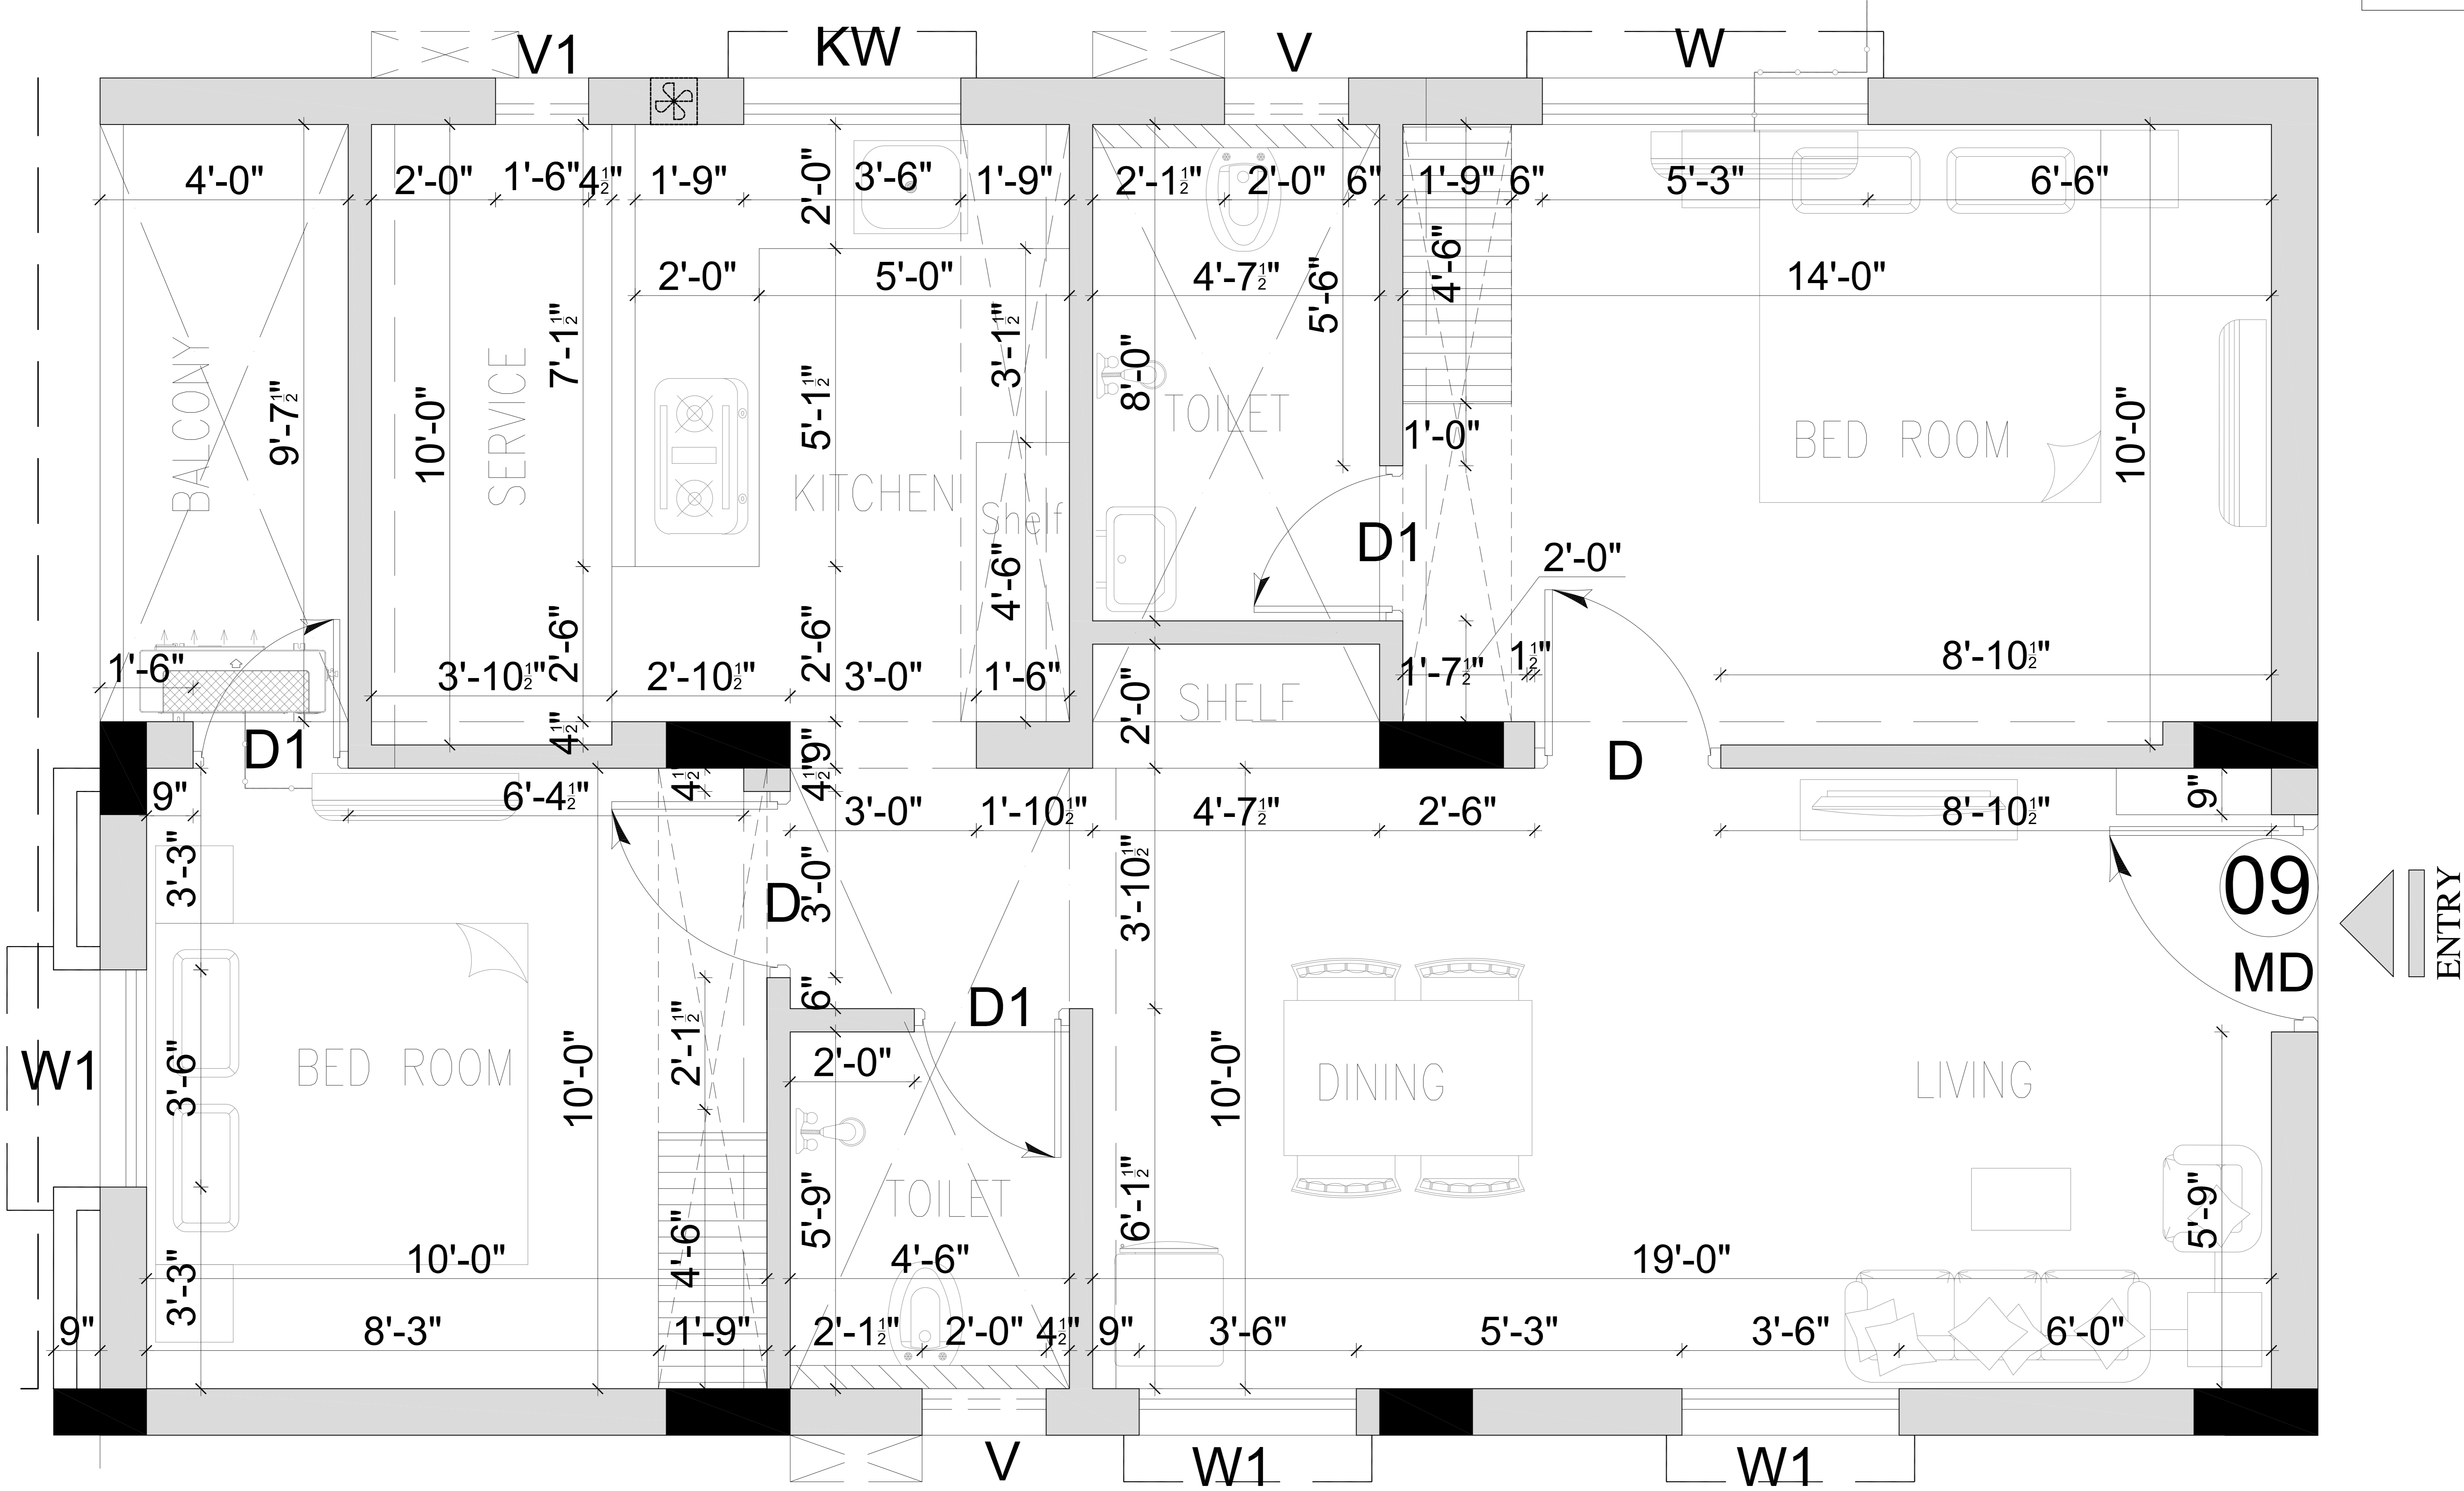 V1 KW V W
4'-0" 2'-0" 1'-6" 4½" 1'-9" 2'-0" 3'-6" 1'-9" 2'-1½" 2'-0" 6" 1'-9" 6" 5'-3" 6'-6"
2'-0" 5'-0" 4'-7½" 5'-6" 4'-6" 14'-0"
BALCONY 9'-7½" 10'-0" SERVICE 7'-1½" 5'-1½" 3'-1½" 8'-0" TOILET 1'-0" BED ROOM 10'-0"
KITCHEN Shelf D1
4'-6" 2'-0"
1'-6" 3'-10½" 2'-6" 2'-10½" 2'-6" 3'-0" 1'-6" 2'-0" SHELF 1'-7½" 1½" 8'-10½"
D1 4½" 9" D
9" 6'-4½" 4½" 4½" 3'-0" 1'-10½" 4'-7½" 2'-6" 8'-10½" 9"
3'-3" D 3'-0" 3'-10½" 09 ENTRY
6" D1 MD
W1 3'-6" BED ROOM 10'-0" 2'-1½" 2'-0" 10'-0" DINING LIVING
4'-6" 5'-9" TOILET 6'-1½" 5'-9"
3'-3" 10'-0" 4'-6" 19'-0"
9" 8'-3" 1'-9" 2'-1½" 2'-0" 4½" 9" 3'-6" 5'-3" 3'-6" 6'-0"
V W1 W1